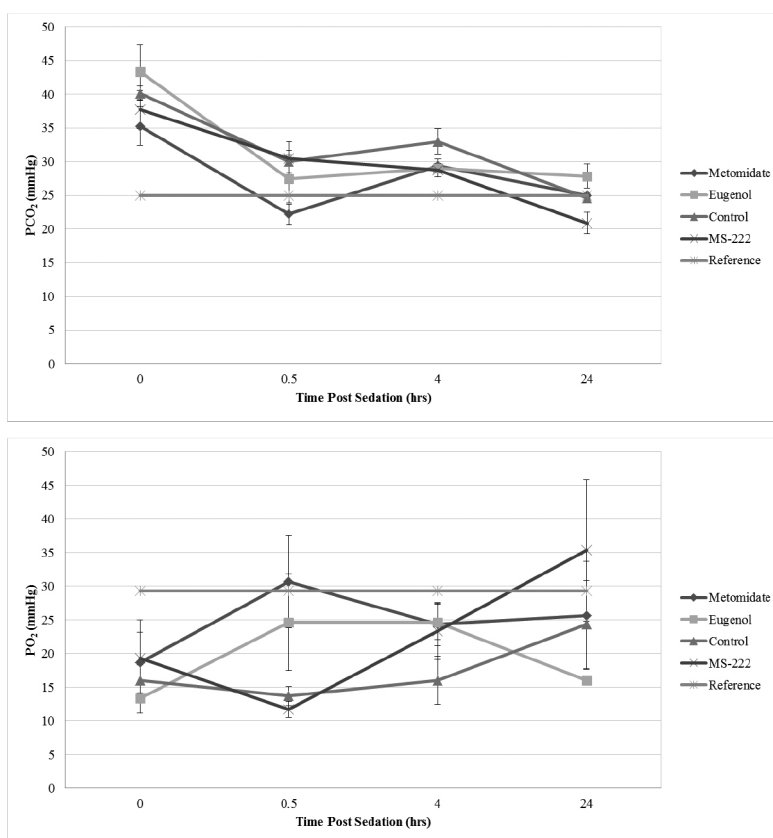 50
45
40
35
30
25
20
15
10
5
0
PCO₂ (mmHg)
0 0.5 4 24
Time Post Sedation (hrs)
Metomidate
Eugenol
Control
MS-222
Reference
50
45
40
35
30
25
20
15
10
5
0
PO₂ (mmHg)
0 0.5 4 24
Time Post Sedation (hrs)
Metomidate
Eugenol
Control
MS-222
Reference